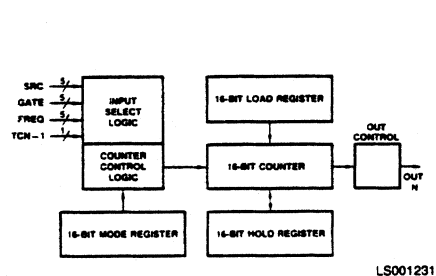 SRC 5
GATE 5
FREQ 5
TCN-1 1
INPUT
SELECT
LOGIC
COUNTER
CONTROL
LOGIC
16-BIT MODE REGISTER
16-BIT LOAD REGISTER
16-BIT COUNTER
16-BIT HOLD REGISTER
OUT
CONTROL
OUT
N
LS001231